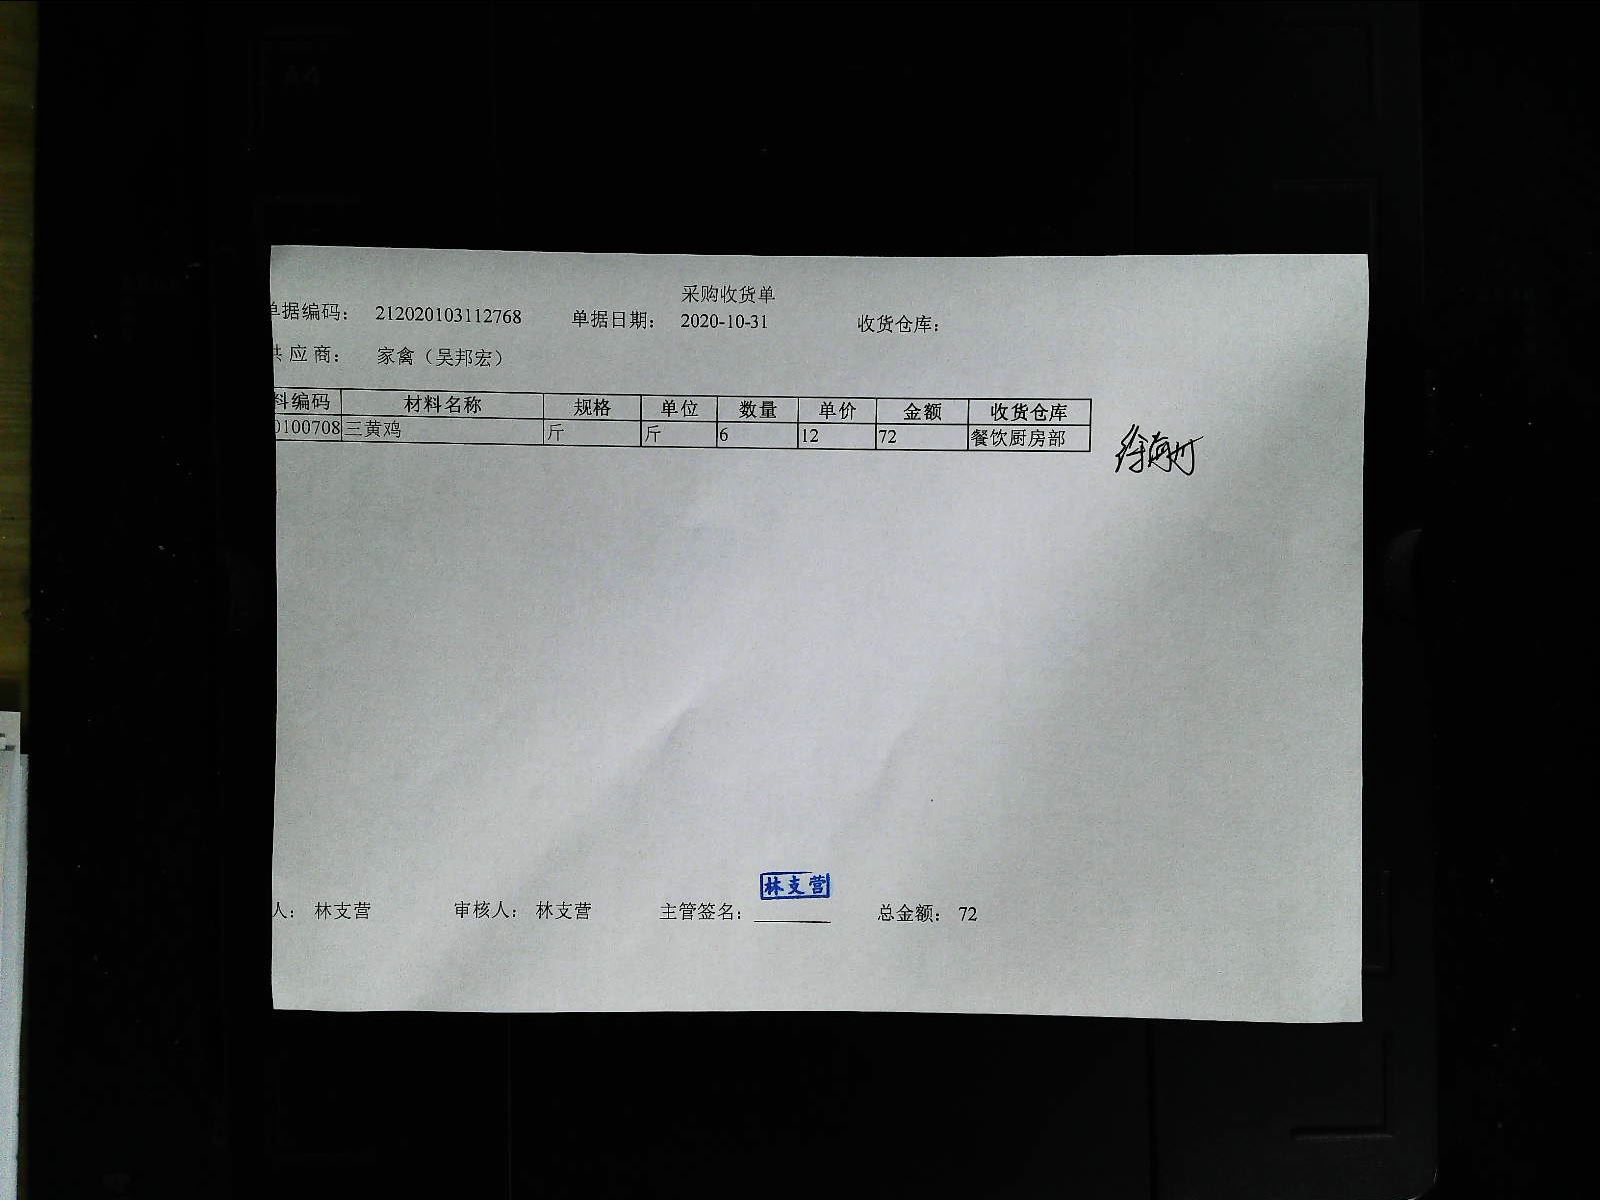 采购收货单
单据编码： 212020103112768 单据日期： 2020-10-31 收货仓库：
供 应 商： 家禽（吴邦宏）
料编码 材料名称 规格 单位 数量 单价 金额 收货仓库
0100708 三黄鸡 斤 斤 6 12 72 餐饮厨房部
林支营
人： 林支营 审核人： 林支营 主管签名： 总金额： 72